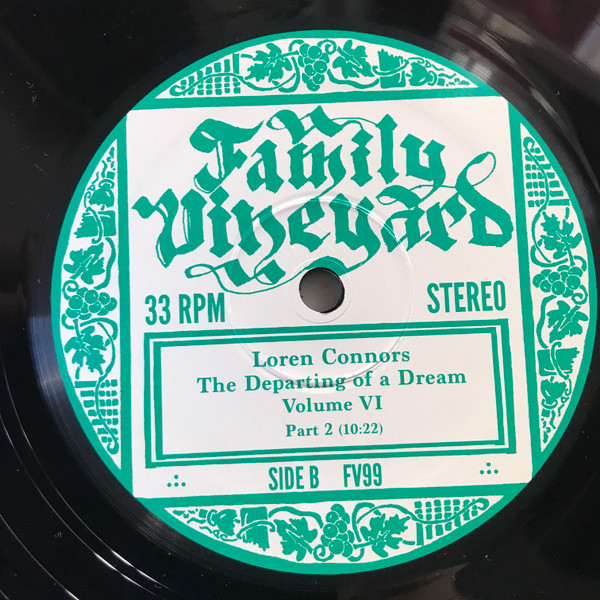 Family
Vineyard
33 RPM
STEREO
Loren Connors
The Departing of a Dream
Volume VI
Part 2 (10:22)
SIDE B FV99